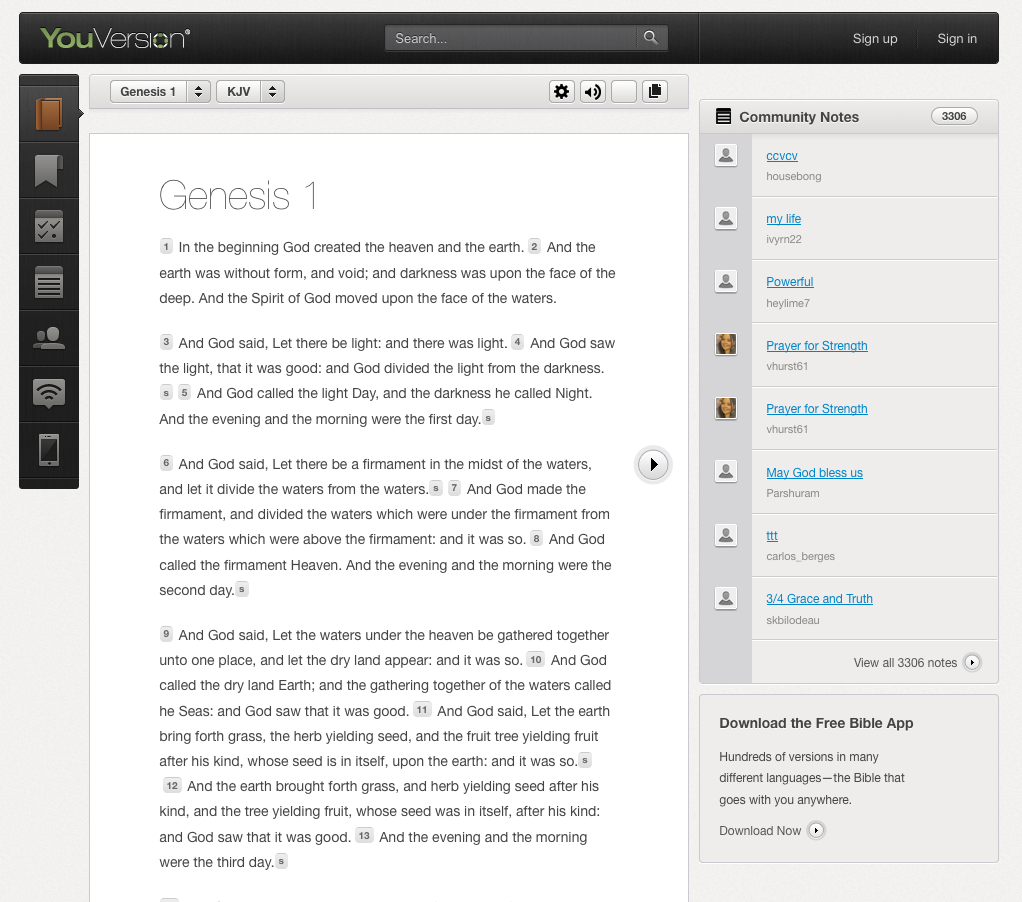 YouVersion®
Search...
Sign up
Sign in
Genesis 1
KJV
Genesis 1
1 In the beginning God created the heaven and the earth. 2 And the
earth was without form, and void; and darkness was upon the face of the
deep. And the Spirit of God moved upon the face of the waters.
3 And God said, Let there be light: and there was light. 4 And God saw
the light, that it was good: and God divided the light from the darkness.
s 5 And God called the light Day, and the darkness he called Night.
And the evening and the morning were the first day. s
6 And God said, Let there be a firmament in the midst of the waters,
and let it divide the waters from the waters. s 7 And God made the
firmament, and divided the waters which were under the firmament from
the waters which were above the firmament: and it was so. 8 And God
called the firmament Heaven. And the evening and the morning were the
second day. s
9 And God said, Let the waters under the heaven be gathered together
unto one place, and let the dry land appear: and it was so. 10 And God
called the dry land Earth; and the gathering together of the waters called
he Seas: and God saw that it was good. 11 And God said, Let the earth
bring forth grass, the herb yielding seed, and the fruit tree yielding fruit
after his kind, whose seed is in itself, upon the earth: and it was so. s
12 And the earth brought forth grass, and herb yielding seed after his
kind, and the tree yielding fruit, whose seed was in itself, after his kind:
and God saw that it was good. 13 And the evening and the morning
were the third day. s
Community Notes
3306
ccvcv
housebong
my life
ivyrn22
Powerful
heylime7
Prayer for Strength
vhurst61
Prayer for Strength
vhurst61
May God bless us
Parshuram
ttt
carlos_berges
3/4 Grace and Truth
skbilodeau
View all 3306 notes
Download the Free Bible App
Hundreds of versions in many
different languages—the Bible that
goes with you anywhere.
Download Now